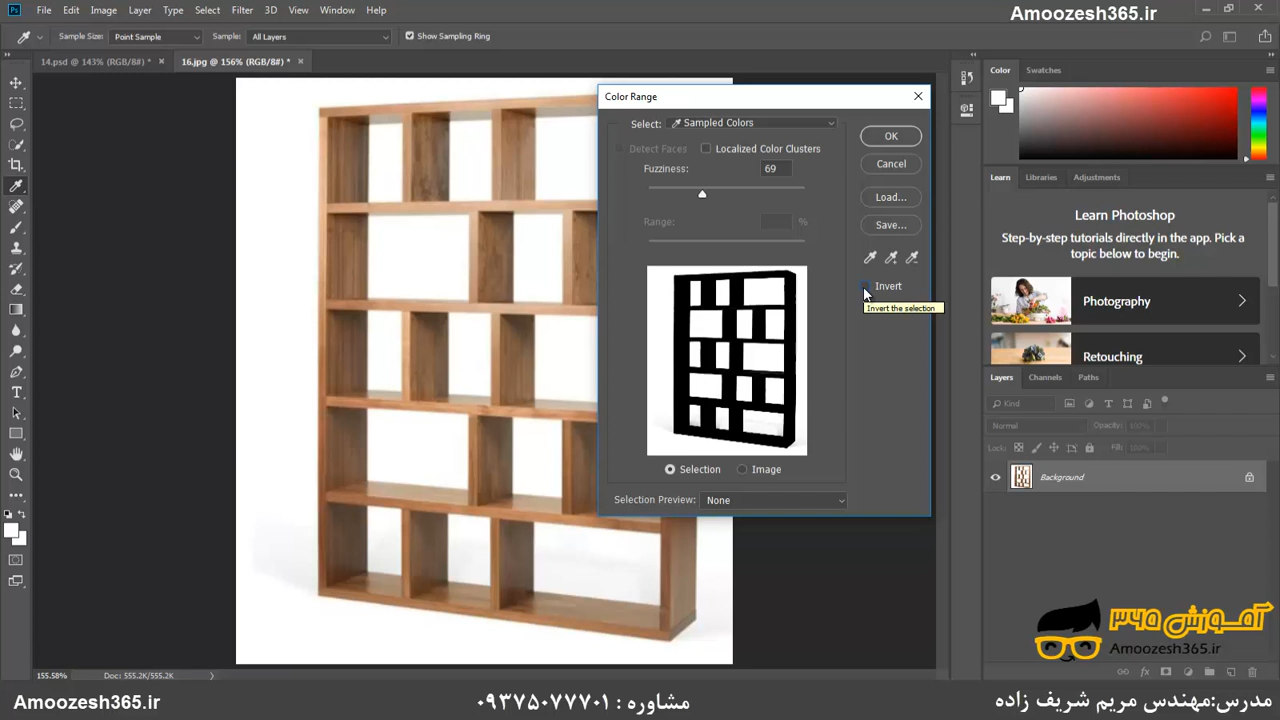 Ps File Edit Image Layer Type Select Filter 3D View Window Help
Amoozesh365.ir
Sample Size: Point Sample Sample: All Layers Show Sampling Ring
14.psd @ 143% (RGB/8#) * × 16.jpg @ 156% (RGB/8#) * ×
Color Range
Select: Sampled Colors
Detect Faces Localized Color Clusters
Fuzziness: 69
Range: %
OK
Cancel
Load...
Save...
Invert
Invert the selection
Selection Image
Selection Preview: None
Color Swatches
Learn Libraries Adjustments
Learn Photoshop
Step-by-step tutorials directly in the app. Pick a
topic below to begin.
Photography
Retouching
Layers Channels Paths
Kind
Normal Opacity: 100%
Lock: Fill: 100%
Background
آموزش ۳۶۵
Amoozesh365.ir
155.58% Doc: 555.2K/555.2K
Amoozesh365.ir
مشاوره : ۰۹۳۷۵۰۷۷۷۰۱
مدرس:مهندس مریم شریف زاده